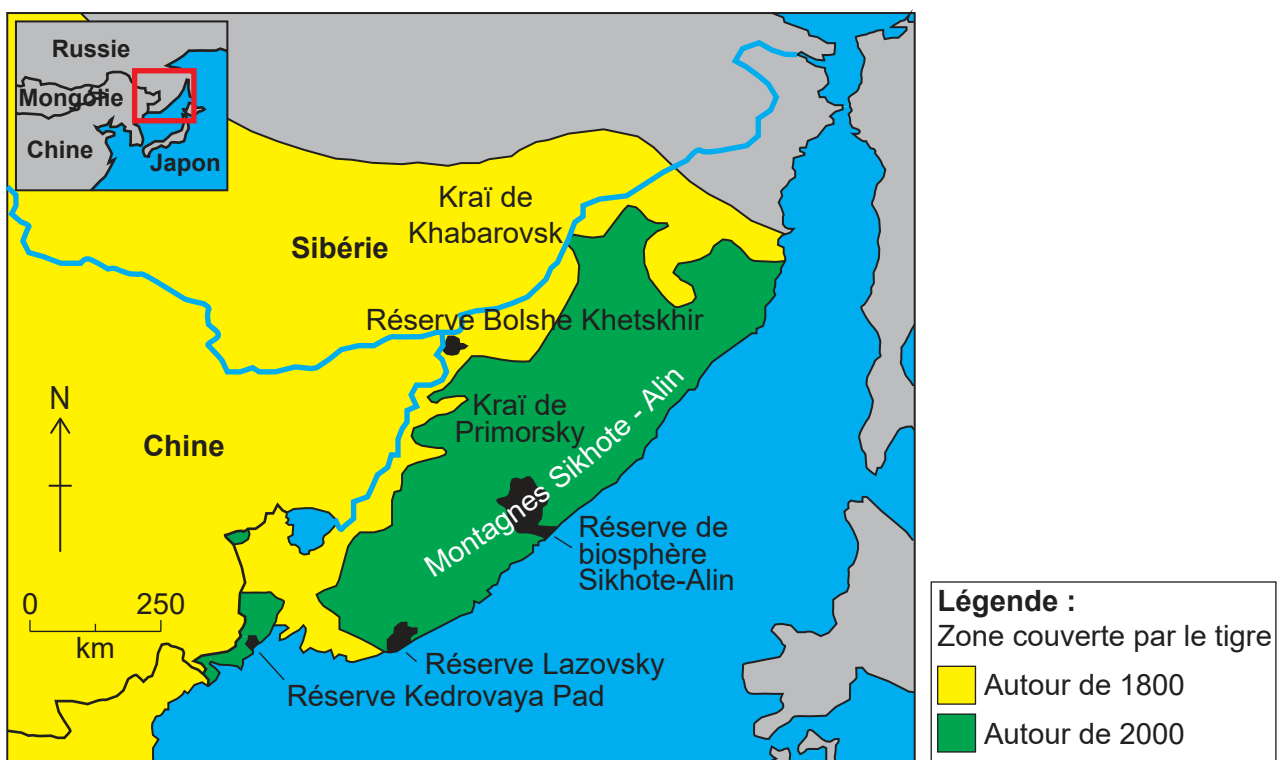 Russie
Mongolie
Chine
Japon
Kraï de
Khabarovsk
Sibérie
Réserve Bolshe Khetskhir
N
Kraï de
Primorsky
Chine
Montagnes Sikhote - Alin
Réserve de
biosphère
Sikhote-Alin
0 250
km
Réserve Lazovsky
Réserve Kedrovaya Pad
Légende :
Zone couverte par le tigre
Autour de 1800
Autour de 2000